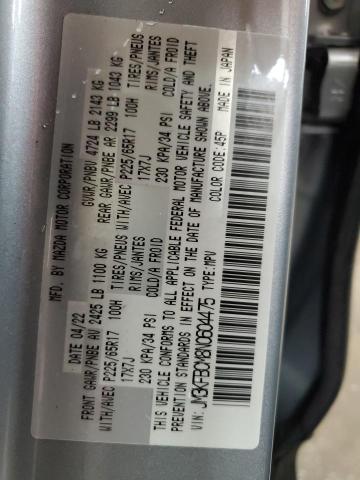 MFD. BY MAZDA MOTOR CORPORATION
DATE 04/22 GVWR/PNBV 4724 LB 2143 KG
FRONT GAWR/PNBE AV 2425 LB 1100 KG REAR GAWR/PNBE AR 2299 LB 1043 KG
WITH/AVEC P225/65R17 100H TIRES/PNEUS WITH/AVEC P225/65R17 100H TIRES/PNEUS
17X7J RIMS/JANTES 17X7J RIMS/JANTES
230 KPA/34 PSI COLD/A FROID 230 KPA/34 PSI COLD/A FROID
THIS VEHICLE CONFORMS TO ALL APPLICABLE FEDERAL MOTOR VEHICLE SAFETY AND THEFT
PREVENTION STANDARDS IN EFFECT ON THE DATE OF MANUFACTURE SHOWN ABOVE.
VIN: JM3KFBCM8N0604475 TYPE:MPV COLOR:45P MADE IN JAPAN